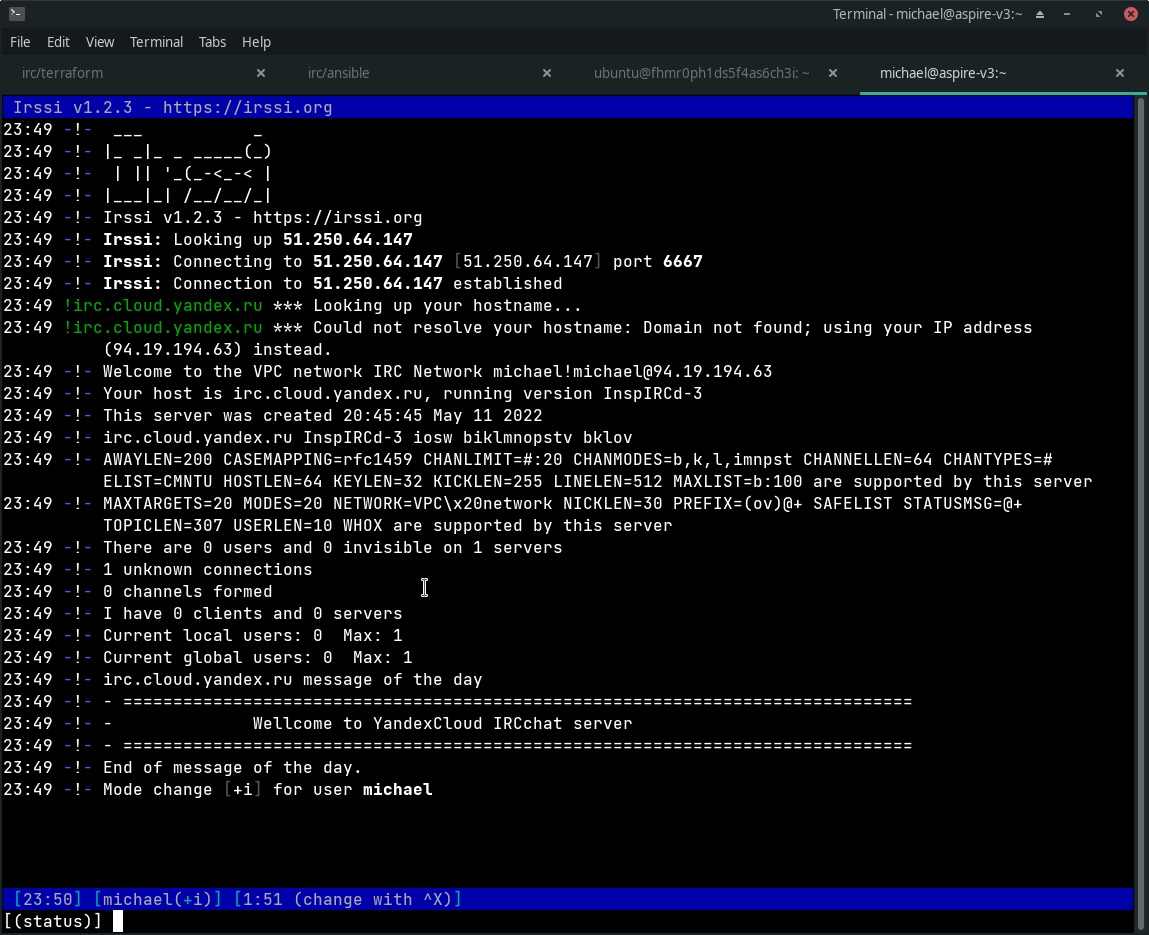 Terminal - michael@aspire-v3:~
File Edit View Terminal Tabs Help
irc/terraform irc/ansible ubuntu@fhmr0ph1ds5f4as6ch3i: ~ michael@aspire-v3:~
Irssi v1.2.3 - https://irssi.org
23:49 -!-  ___           _
23:49 -!- |_ _|_ _ _____(_)
23:49 -!-  | || '_(_-<_-< |
23:49 -!- |___|_| /__/__/_|
23:49 -!- Irssi v1.2.3 - https://irssi.org
23:49 -!- Irssi: Looking up 51.250.64.147
23:49 -!- Irssi: Connecting to 51.250.64.147 [51.250.64.147] port 6667
23:49 -!- Irssi: Connection to 51.250.64.147 established
23:49 !irc.cloud.yandex.ru *** Looking up your hostname...
23:49 !irc.cloud.yandex.ru *** Could not resolve your hostname: Domain not found; using your IP address
(94.19.194.63) instead.
23:49 -!- Welcome to the VPC network IRC Network michael!michael@94.19.194.63
23:49 -!- Your host is irc.cloud.yandex.ru, running version InspIRCd-3
23:49 -!- This server was created 20:45:45 May 11 2022
23:49 -!- irc.cloud.yandex.ru InspIRCd-3 iosw biklmnopstv bklov
23:49 -!- AWAYLEN=200 CASEMAPPING=rfc1459 CHANLIMIT=#:20 CHANMODES=b,k,l,imnpst CHANNELLEN=64 CHANTYPES=#
ELIST=CMNTU HOSTLEN=64 KEYLEN=32 KICKLEN=255 LINELEN=512 MAXLIST=b:100 are supported by this server
23:49 -!- MAXTARGETS=20 MODES=20 NETWORK=VPC\x20network NICKLEN=30 PREFIX=(ov)@+ SAFELIST STATUSMSG=@+
TOPICLEN=307 USERLEN=10 WHOX are supported by this server
23:49 -!- There are 0 users and 0 invisible on 1 servers
23:49 -!- 1 unknown connections
23:49 -!- 0 channels formed
23:49 -!- I have 0 clients and 0 servers
23:49 -!- Current local users: 0  Max: 1
23:49 -!- Current global users: 0  Max: 1
23:49 -!- irc.cloud.yandex.ru message of the day
23:49 -!- - ===============================================================================
23:49 -!- -              Wellcome to YandexCloud IRCchat server
23:49 -!- - ===============================================================================
23:49 -!- End of message of the day.
23:49 -!- Mode change [+i] for user michael
[23:50] [michael(+i)] [1:51 (change with ^X)]
[(status)]